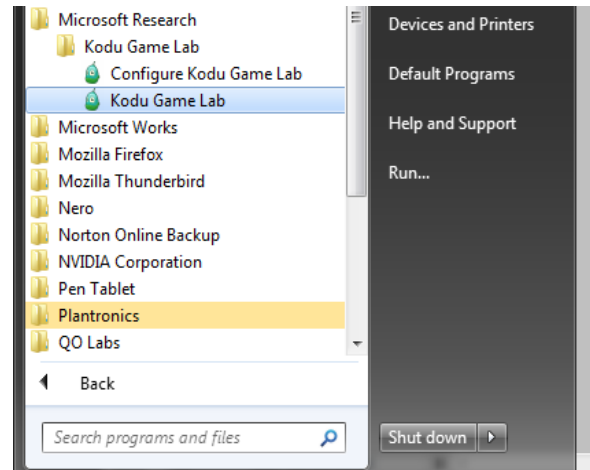 Microsoft Research
Kodu Game Lab
Configure Kodu Game Lab
Kodu Game Lab
Microsoft Works
Mozilla Firefox
Mozilla Thunderbird
Nero
Norton Online Backup
NVIDIA Corporation
Pen Tablet
Plantronics
QO Labs
Back
Search programs and files
Devices and Printers
Default Programs
Help and Support
Run...
Shut down